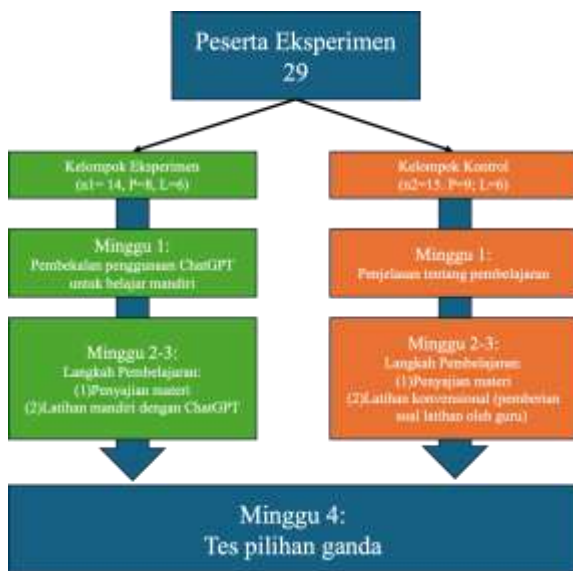 Peserta Eksperimen
29
Kelompok Eksperimen
(n1= 14, P=8, L=6)
Kelompok Kontrol
(n2=15. P=9; L=6)
Minggu 1:
Pembekalan penggunaan ChatGPT
untuk belajar mandiri
Minggu 1:
Penjelasan tentang pembelajaran
Minggu 2-3:
Langkah Pembelajaran:
(1)Penyajian materi
(2)Latihan mandiri dengan ChatGPT
Minggu 2-3:
Langkah Pembelajaran:
(1)Penyajian materi
(2)Latihan konvensional (pemberian
soal latihan oleh guru)
Minggu 4:
Tes pilihan ganda